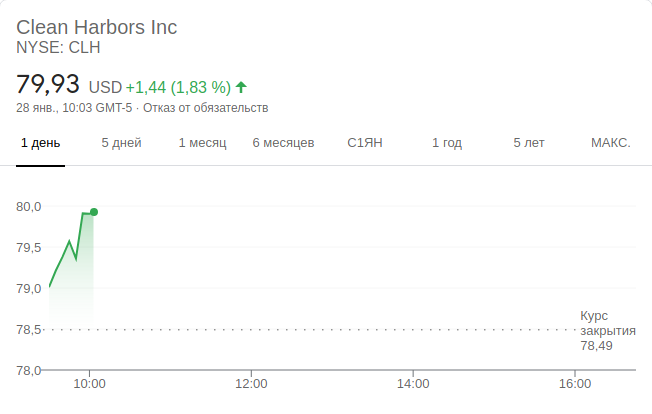 Clean Harbors Inc
NYSE: CLH
79,93 USD +1,44 (1,83 %)
28 янв., 10:03 GMT-5 · Отказ от обязательств
1 день 5 дней 1 месяц 6 месяцев С1ЯН 1 год 5 лет МАКС.
80,0
79,5
79,0
78,5
78,0
Курс
закрытия
78,49
10:00 12:00 14:00 16:00